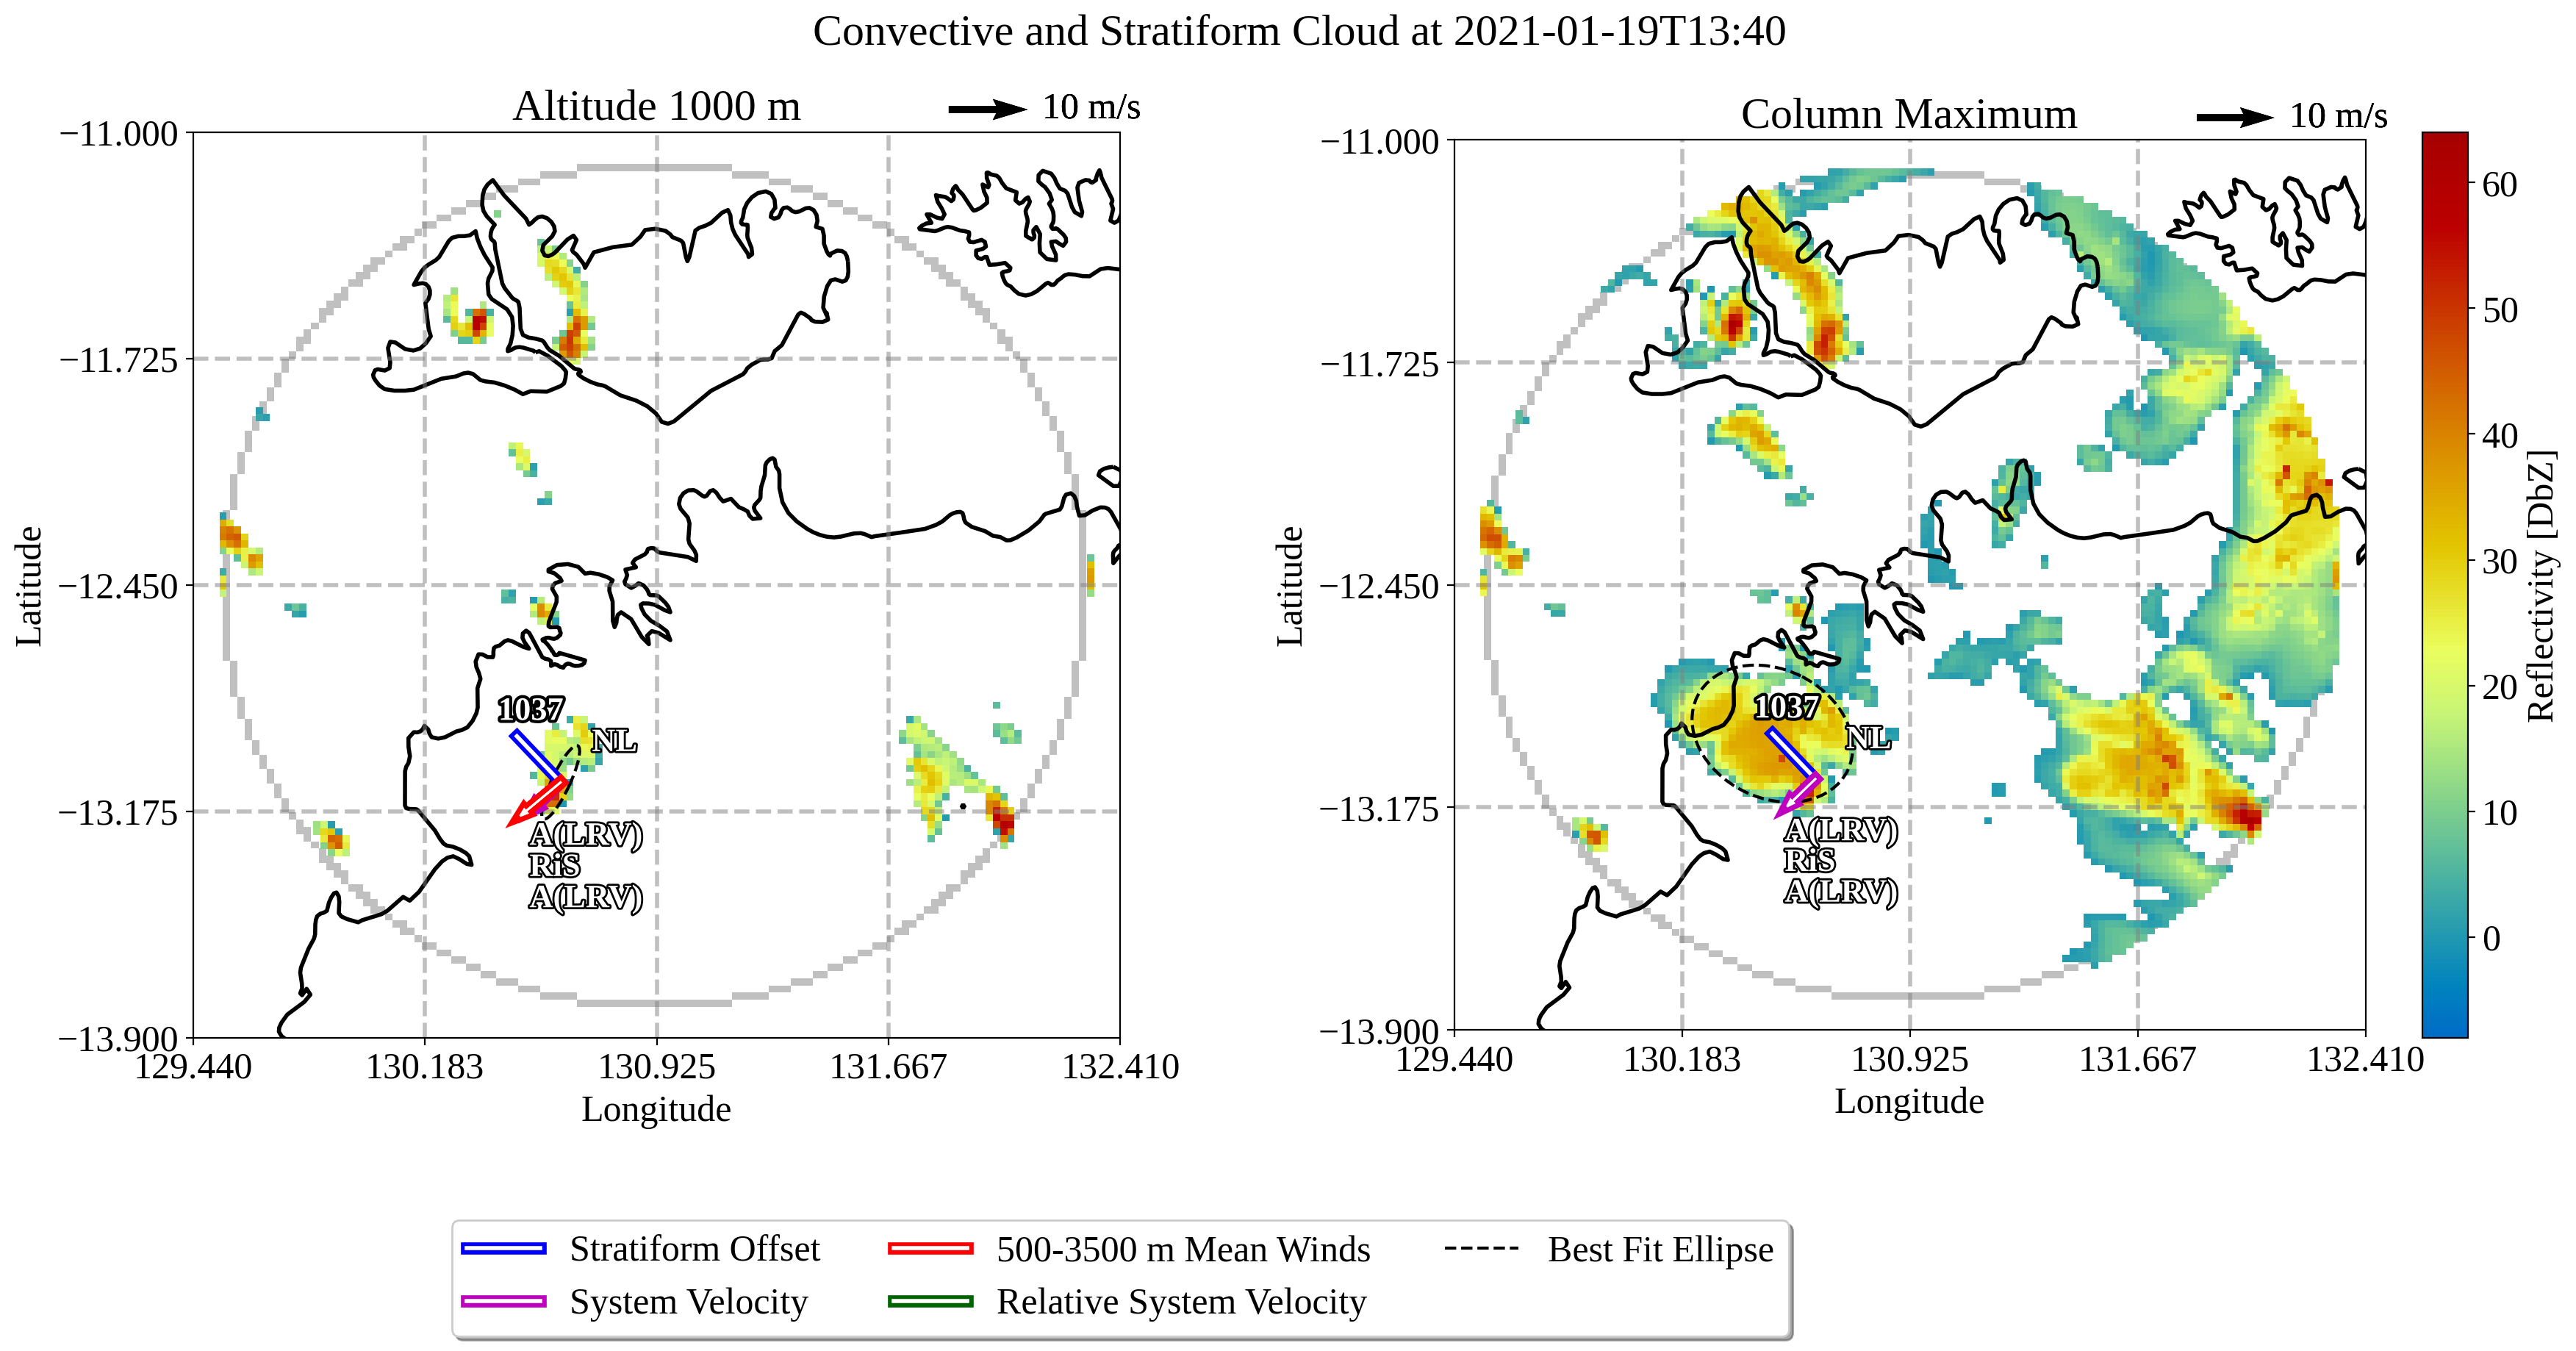 Convective and Stratiform Cloud at 2021-01-19T13:40
Altitude 1000 m
10 m/s
−11.000
−11.725
−12.450
−13.175
−13.900
129.440
130.183
130.925
131.667
132.410
Latitude
Longitude
1037
NL
A(LRV)
RiS
A(LRV)
Column Maximum
10 m/s
−11.000
−11.725
−12.450
−13.175
−13.900
129.440
130.183
130.925
131.667
132.410
Latitude
Longitude
1037
NL
A(LRV)
RiS
A(LRV)
60
50
40
30
20
10
0
Reflectivity [DbZ]
Stratiform Offset
System Velocity
500-3500 m Mean Winds
Relative System Velocity
Best Fit Ellipse